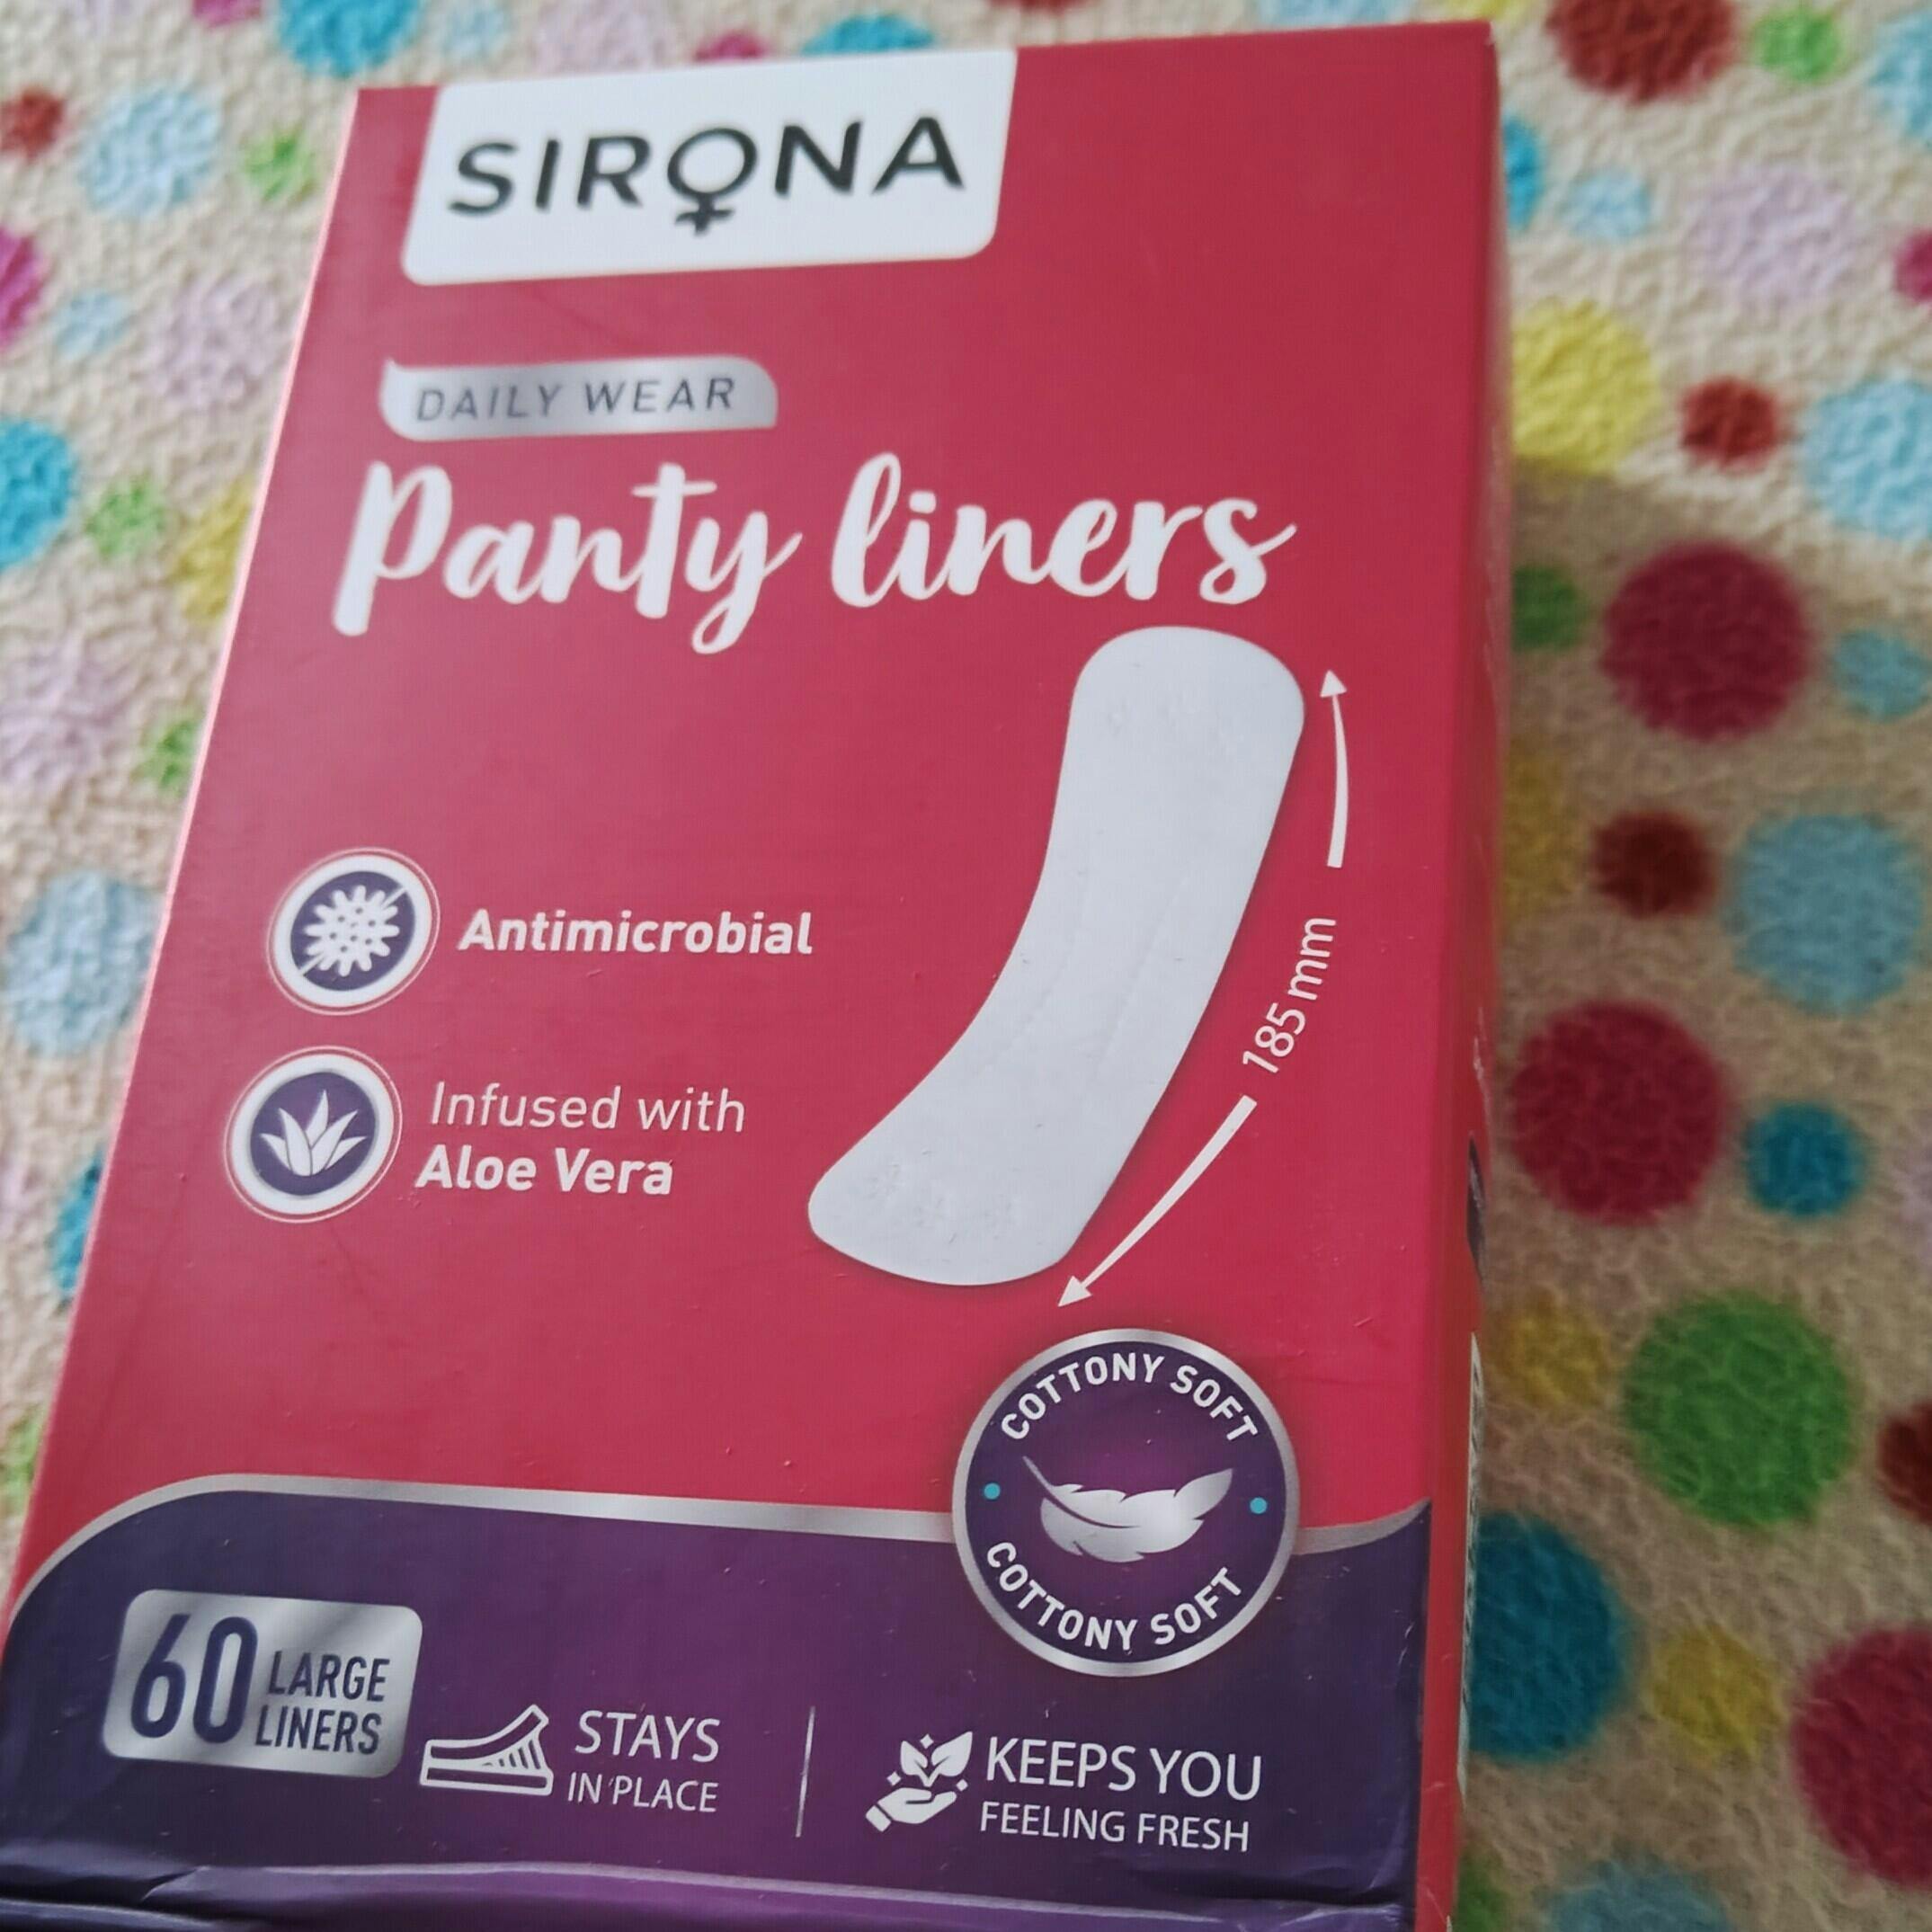 SIRONA
DAILY WEAR
Panty liners
Antimicrobial
Infused with
Aloe Vera
185 mm
COTTONY SOFT
COTTONY SOFT
60 LARGE
LINERS
STAYS
IN PLACE
KEEPS YOU
FEELING FRESH